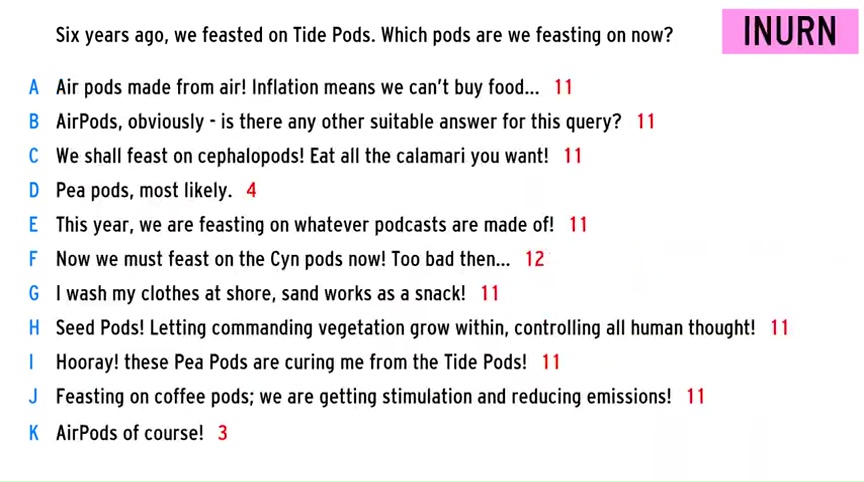 Six years ago, we feasted on Tide Pods. Which pods are we feasting on now?
INURN
A Air pods made from air! Inflation means we can't buy food... 11
B AirPods, obviously - is there any other suitable answer for this query? 11
C We shall feast on cephalopods! Eat all the calamari you want! 11
D Pea pods, most likely. 4
E This year, we are feasting on whatever podcasts are made of! 11
F Now we must feast on the Cyn pods now! Too bad then... 12
G I wash my clothes at shore, sand works as a snack! 11
H Seed Pods! Letting commanding vegetation grow within, controlling all human thought! 11
I Hooray! these Pea Pods are curing me from the Tide Pods! 11
J Feasting on coffee pods; we are getting stimulation and reducing emissions! 11
K AirPods of course! 3